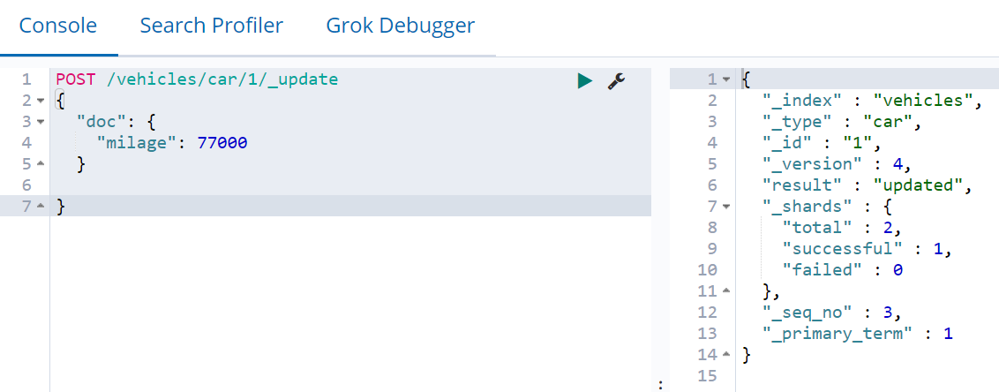 Console Search Profiler Grok Debugger
1 POST /vehicles/car/1/_update
2 {
3 "doc": {
4 "milage": 77000
5 }
6
7 }
1 {
2 "_index" : "vehicles",
3 "_type" : "car",
4 "_id" : "1",
5 "_version" : 4,
6 "result" : "updated",
7 "_shards" : {
8 "total" : 2,
9 "successful" : 1,
10 "failed" : 0
11 },
12 "_seq_no" : 3,
13 "_primary_term" : 1
14 }
15